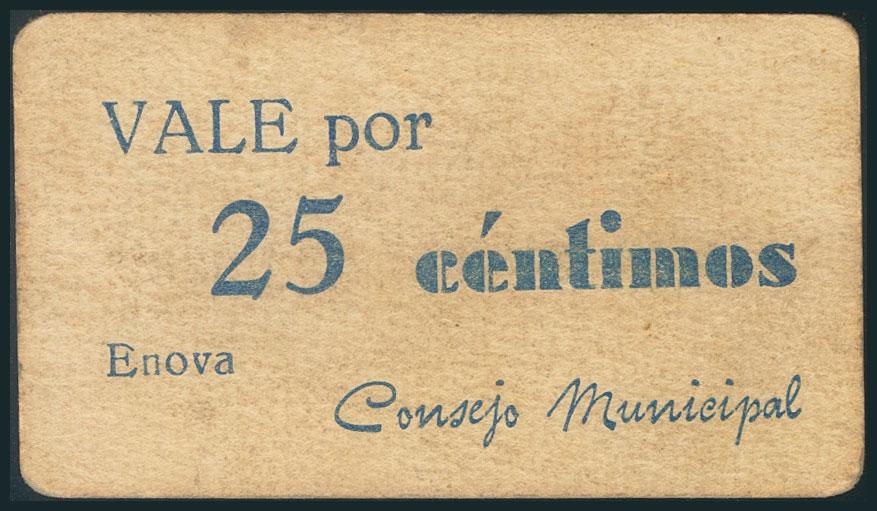 VALE por
25 céntimos
Enova
Consejo Municipal